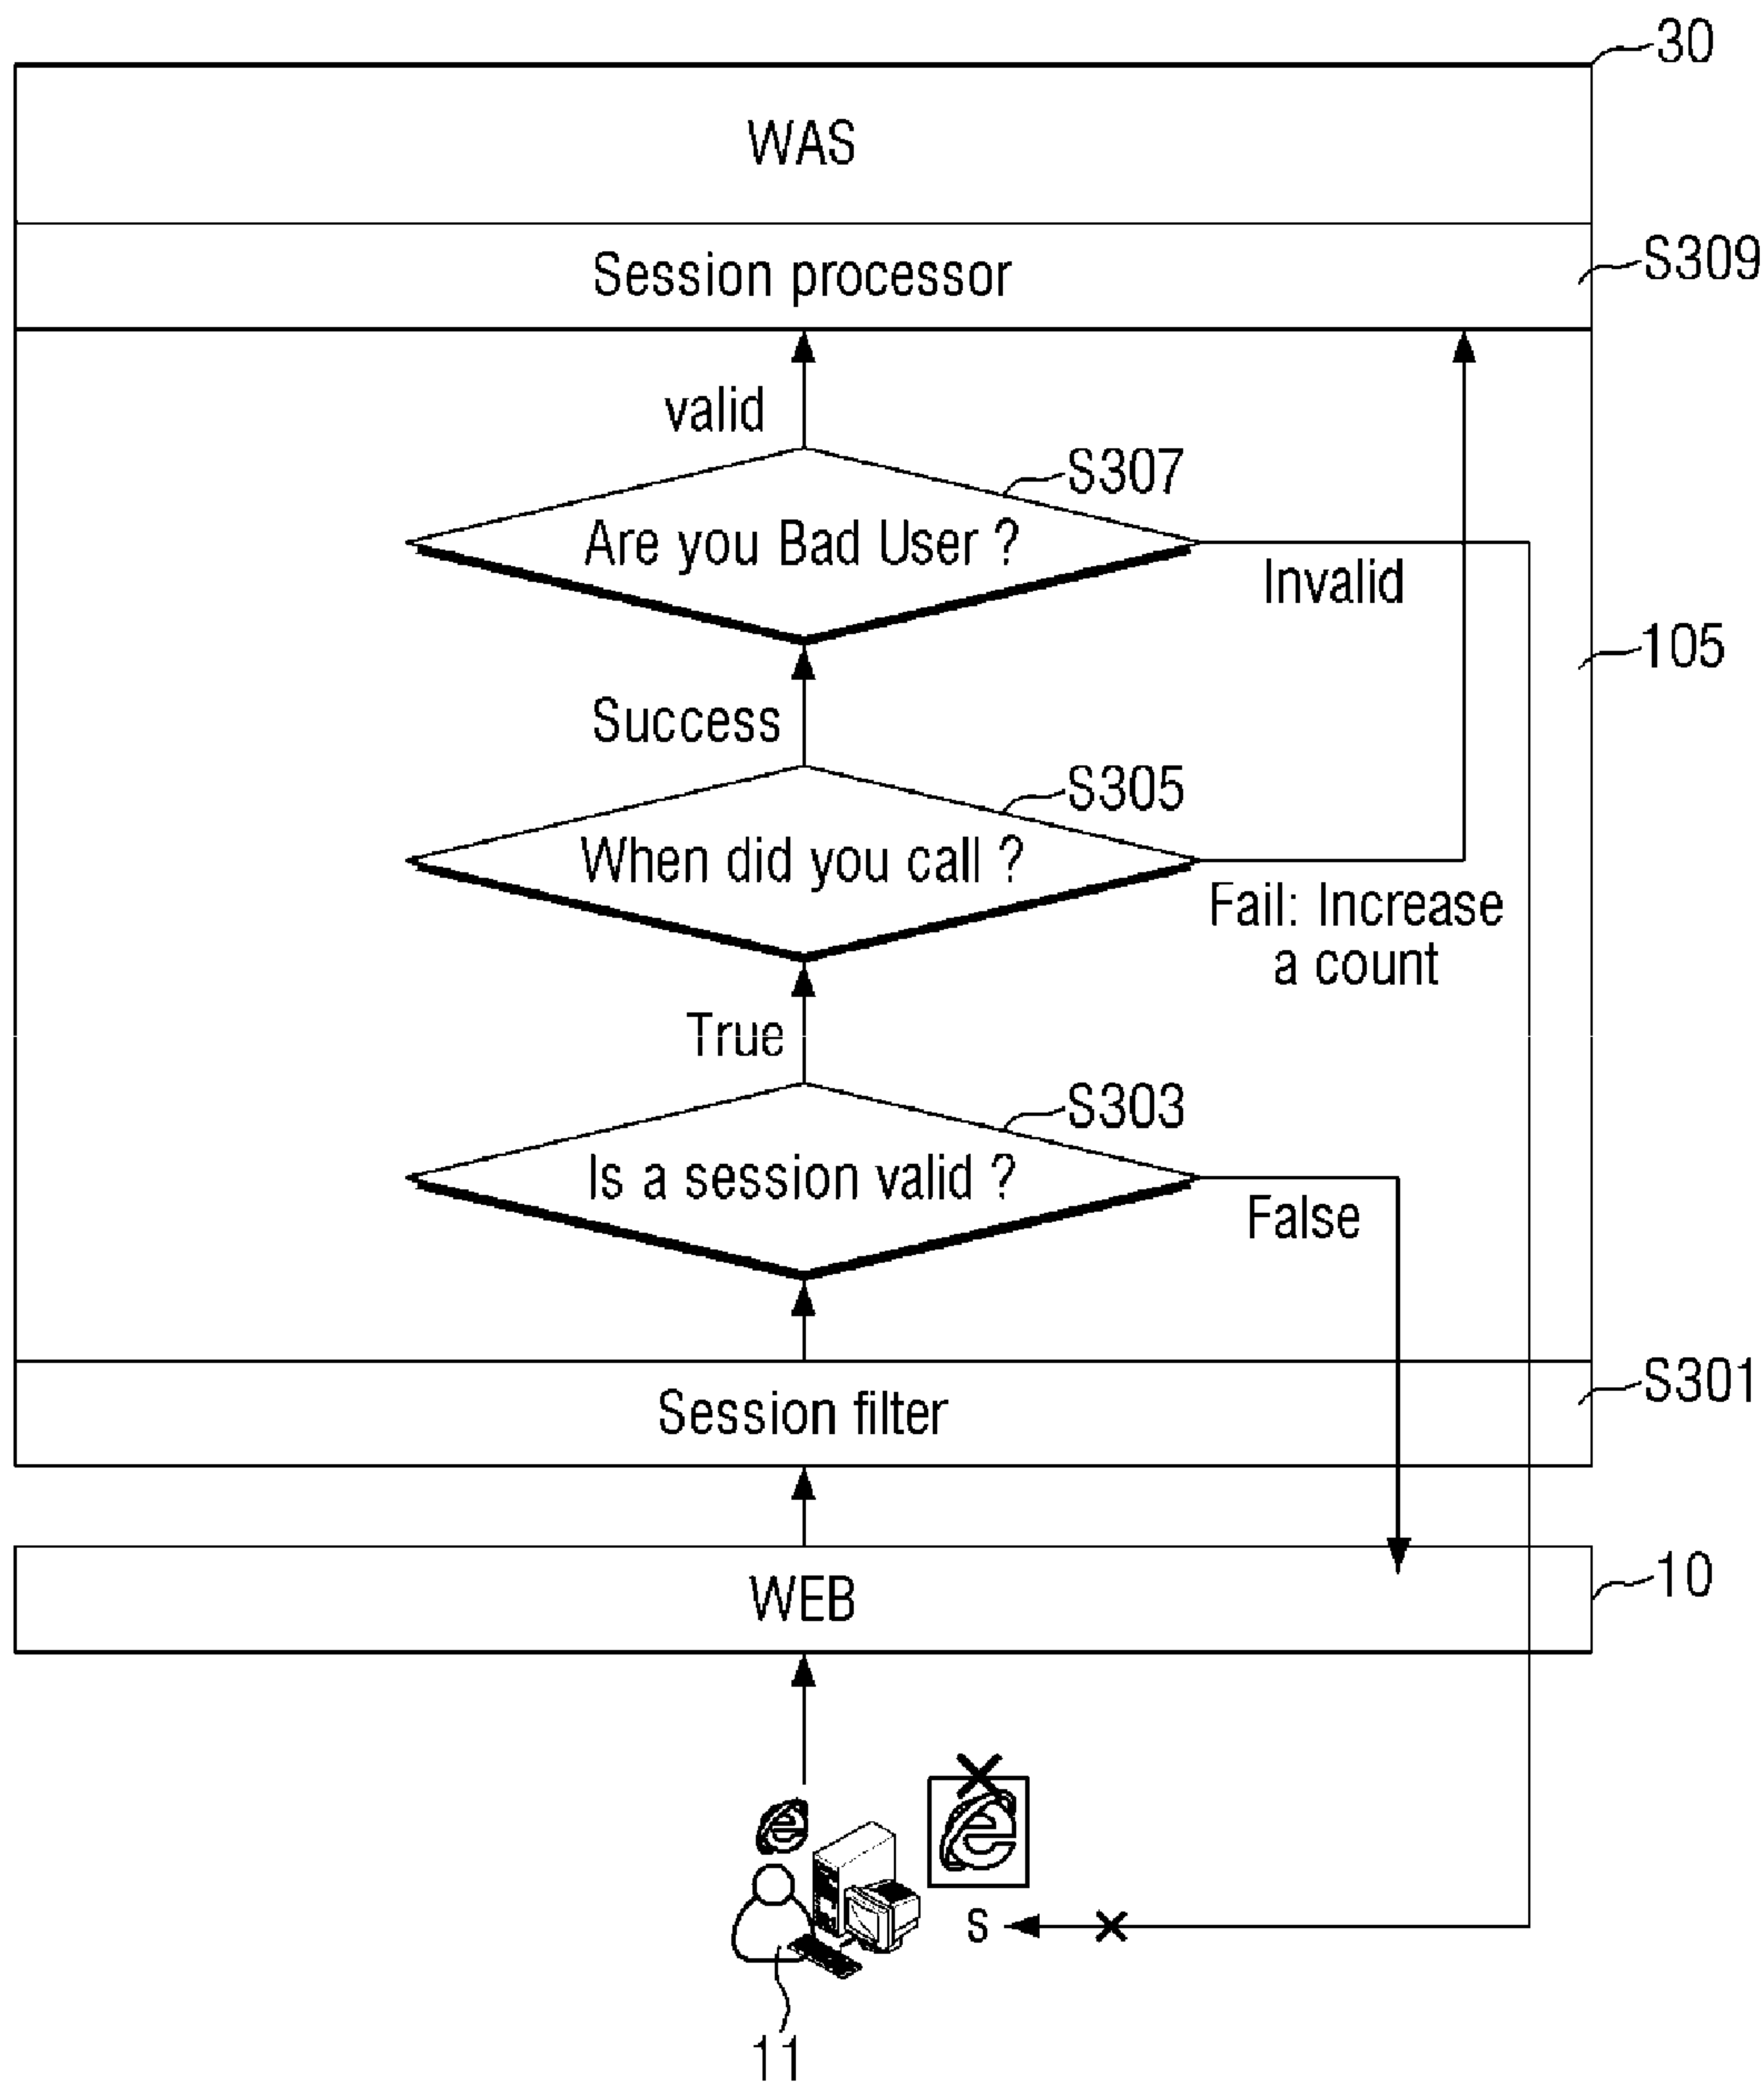 30
WAS
Session processor
S309
valid
S307
Are you Bad User ?
Invalid
105
Success
S305
When did you call ?
Fail: Increase
a count
True
S303
Is a session valid ?
False
Session filter
S301
WEB
10
S
11